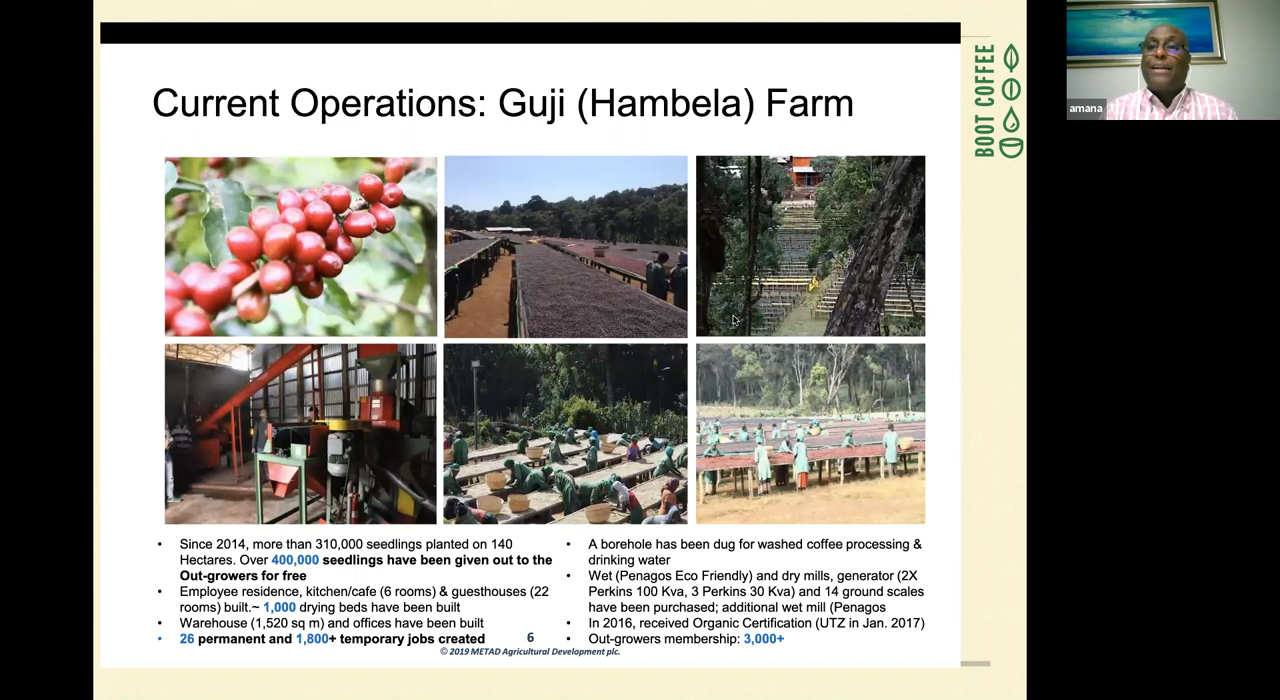 Current Operations: Guji (Hambela) Farm
BOOT COFFEE
amana
• Since 2014, more than 310,000 seedlings planted on 140
Hectares. Over 400,000 seedlings have been given out to the
Out-growers for free
• Employee residence, kitchen/cafe (6 rooms) & guesthouses (22
rooms) built.~ 1,000 drying beds have been built
• Warehouse (1,520 sq m) and offices have been built
• 26 permanent and 1,800+ temporary jobs created
• A borehole has been dug for washed coffee processing &
drinking water
• Wet (Penagos Eco Friendly) and dry mills, generator (2X
Perkins 100 Kva, 3 Perkins 30 Kva) and 14 ground scales
have been purchased; additional wet mill (Penagos
• In 2016, received Organic Certification (UTZ in Jan. 2017)
• Out-growers membership: 3,000+
6
© 2019 METAD Agricultural Development plc.